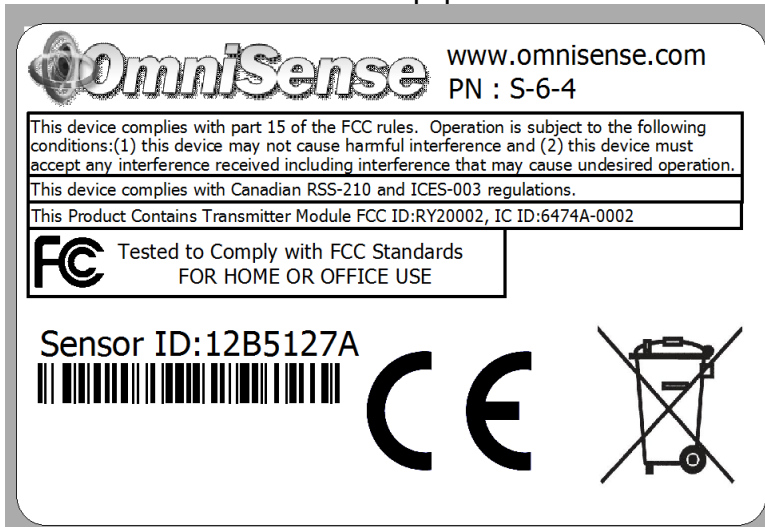 OmniSense
www.omnisense.com
PN : S-6-4
This device complies with part 15 of the FCC rules.  Operation is subject to the following
conditions:(1) this device may not cause harmful interference and (2) this device must
accept any interference received including interference that may cause undesired operation.
This device complies with Canadian RSS-210 and ICES-003 regulations.
This Product Contains Transmitter Module FCC ID:RY20002, IC ID:6474A-0002
FC Tested to Comply with FCC Standards
FOR HOME OR OFFICE USE
Sensor ID:12B5127A
CE